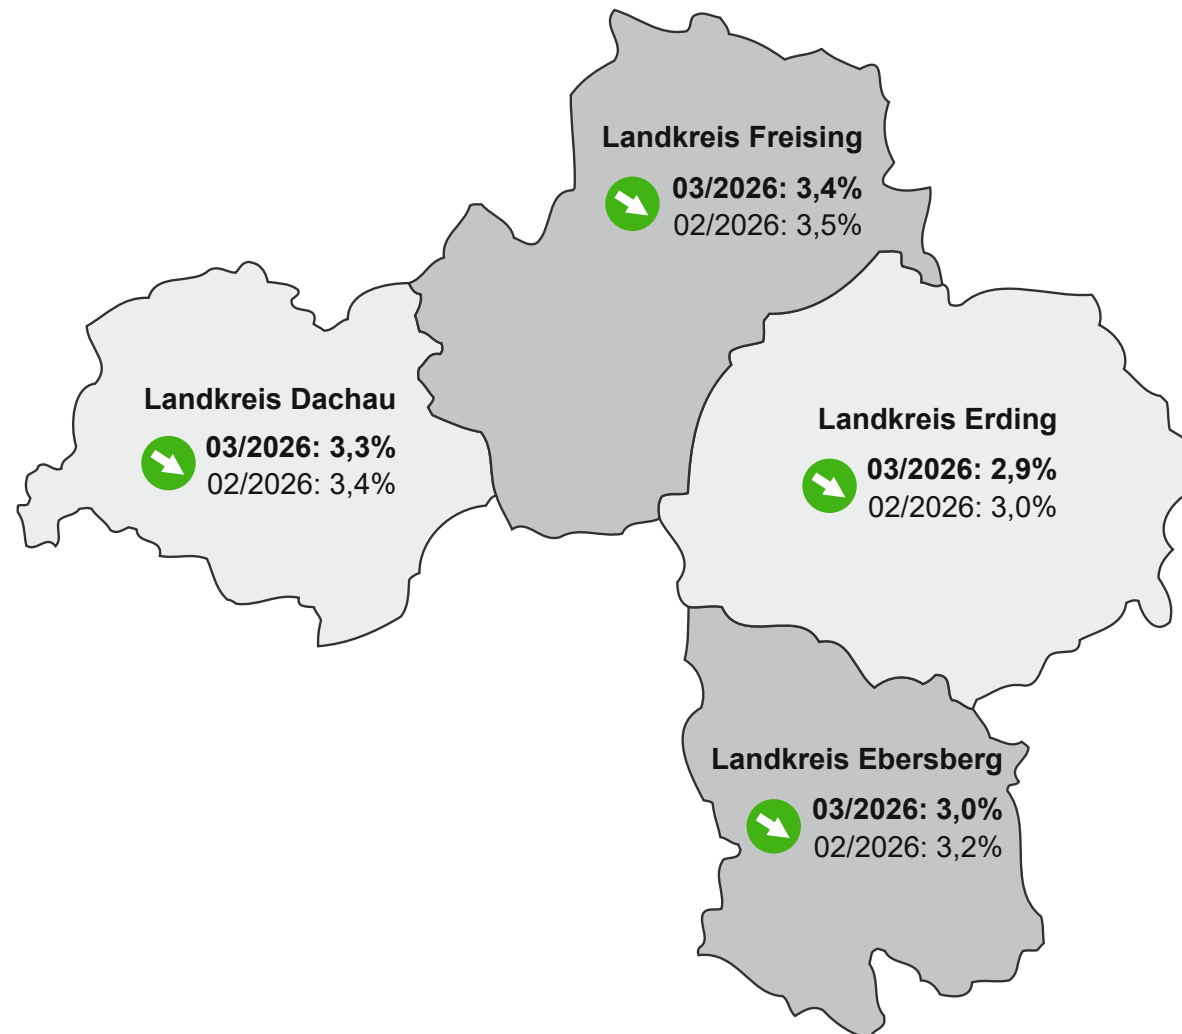 Landkreis Freising
03/2026: 3,4%
02/2026: 3,5%
Landkreis Dachau
03/2026: 3,3%
02/2026: 3,4%
Landkreis Erding
03/2026: 2,9%
02/2026: 3,0%
Landkreis Ebersberg
03/2026: 3,0%
02/2026: 3,2%